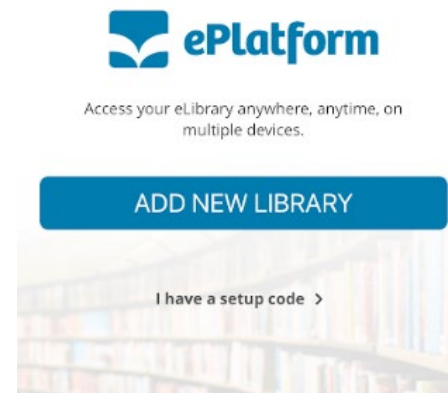 ePlatform
Access your eLibrary anywhere, anytime, on
multiple devices.
ADD NEW LIBRARY
I have a setup code >